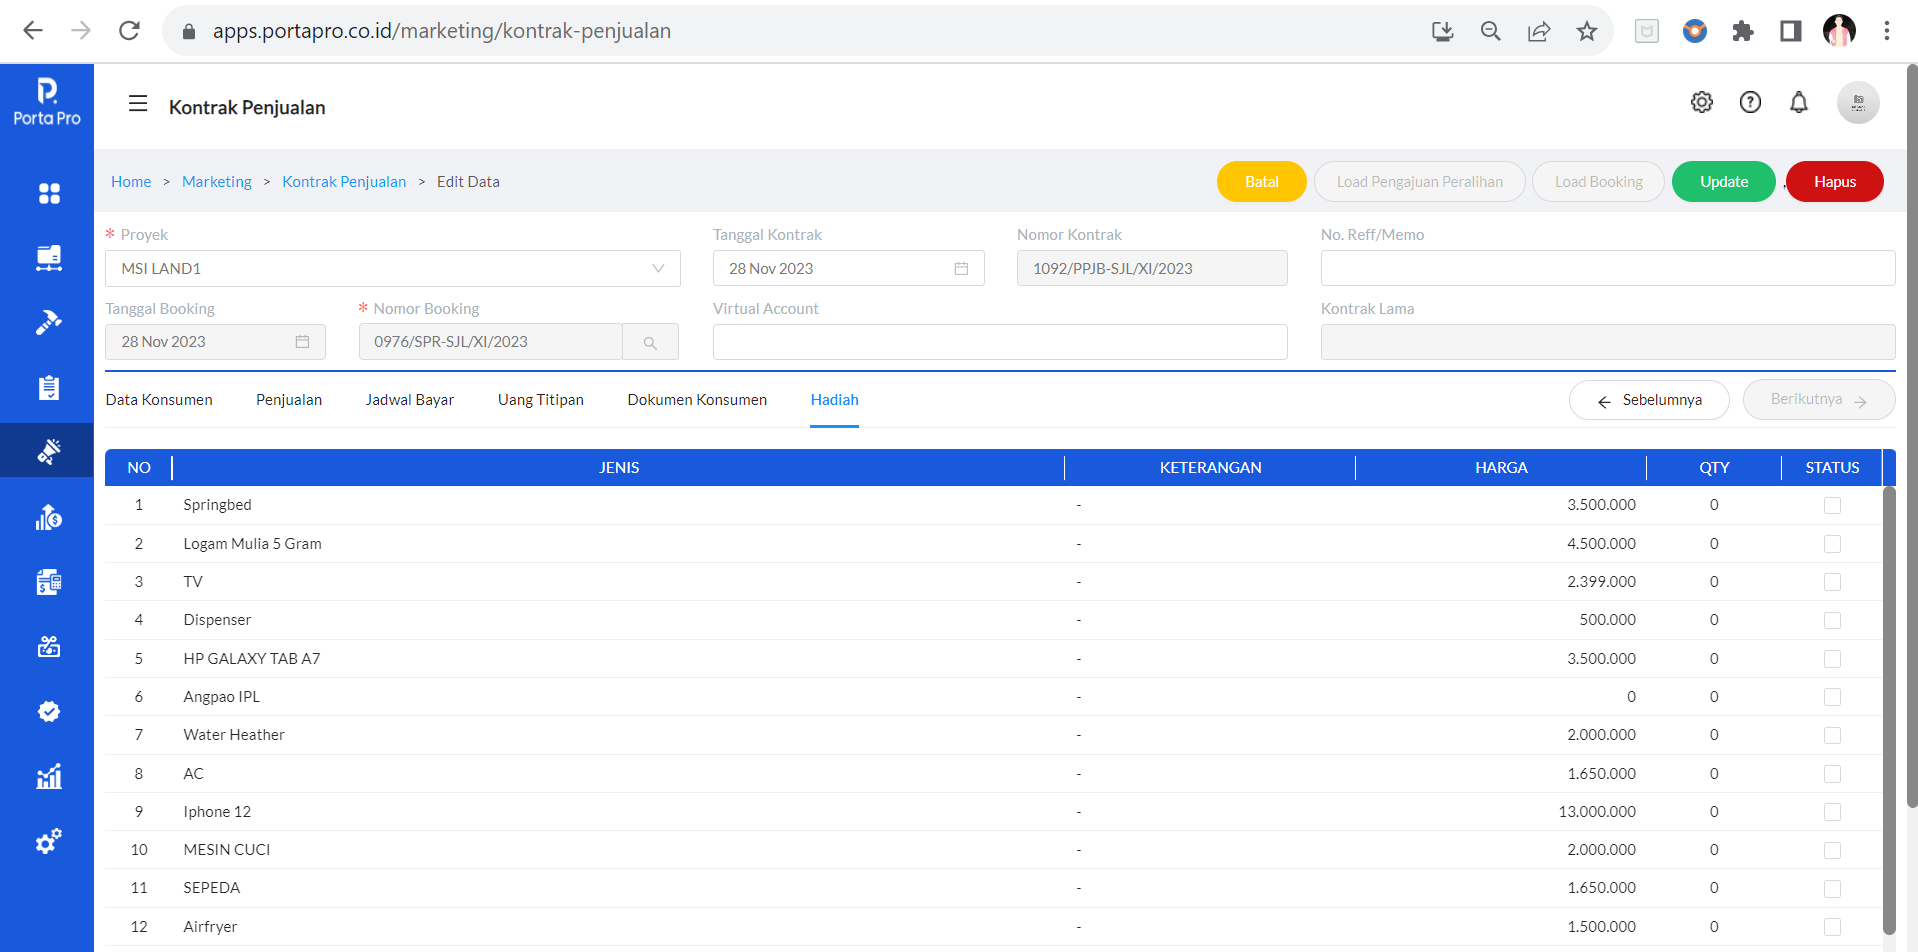 apps.portapro.co.id/marketing/kontrak-penjualan
P.
Porta Pro
Kontrak Penjualan
Home > Marketing > Kontrak Penjualan > Edit Data
Batal Load Pengajuan Peralihan Load Booking Update , Hapus
* Proyek Tanggal Kontrak Nomor Kontrak No. Reff/Memo
MSI LAND1 28 Nov 2023 1092/PPJB-SJL/XI/2023
Tanggal Booking * Nomor Booking Virtual Account Kontrak Lama
28 Nov 2023 0976/SPR-SJL/XI/2023
Data Konsumen Penjualan Jadwal Bayar Uang Titipan Dokumen Konsumen Hadiah ← Sebelumnya Berikutnya →
NO JENIS KETERANGAN HARGA QTY STATUS
1 Springbed - 3.500.000 0
2 Logam Mulia 5 Gram - 4.500.000 0
3 TV - 2.399.000 0
4 Dispenser - 500.000 0
5 HP GALAXY TAB A7 - 3.500.000 0
6 Angpao IPL - 0 0
7 Water Heather - 2.000.000 0
8 AC - 1.650.000 0
9 Iphone 12 - 13.000.000 0
10 MESIN CUCI - 2.000.000 0
11 SEPEDA - 1.650.000 0
12 Airfryer - 1.500.000 0